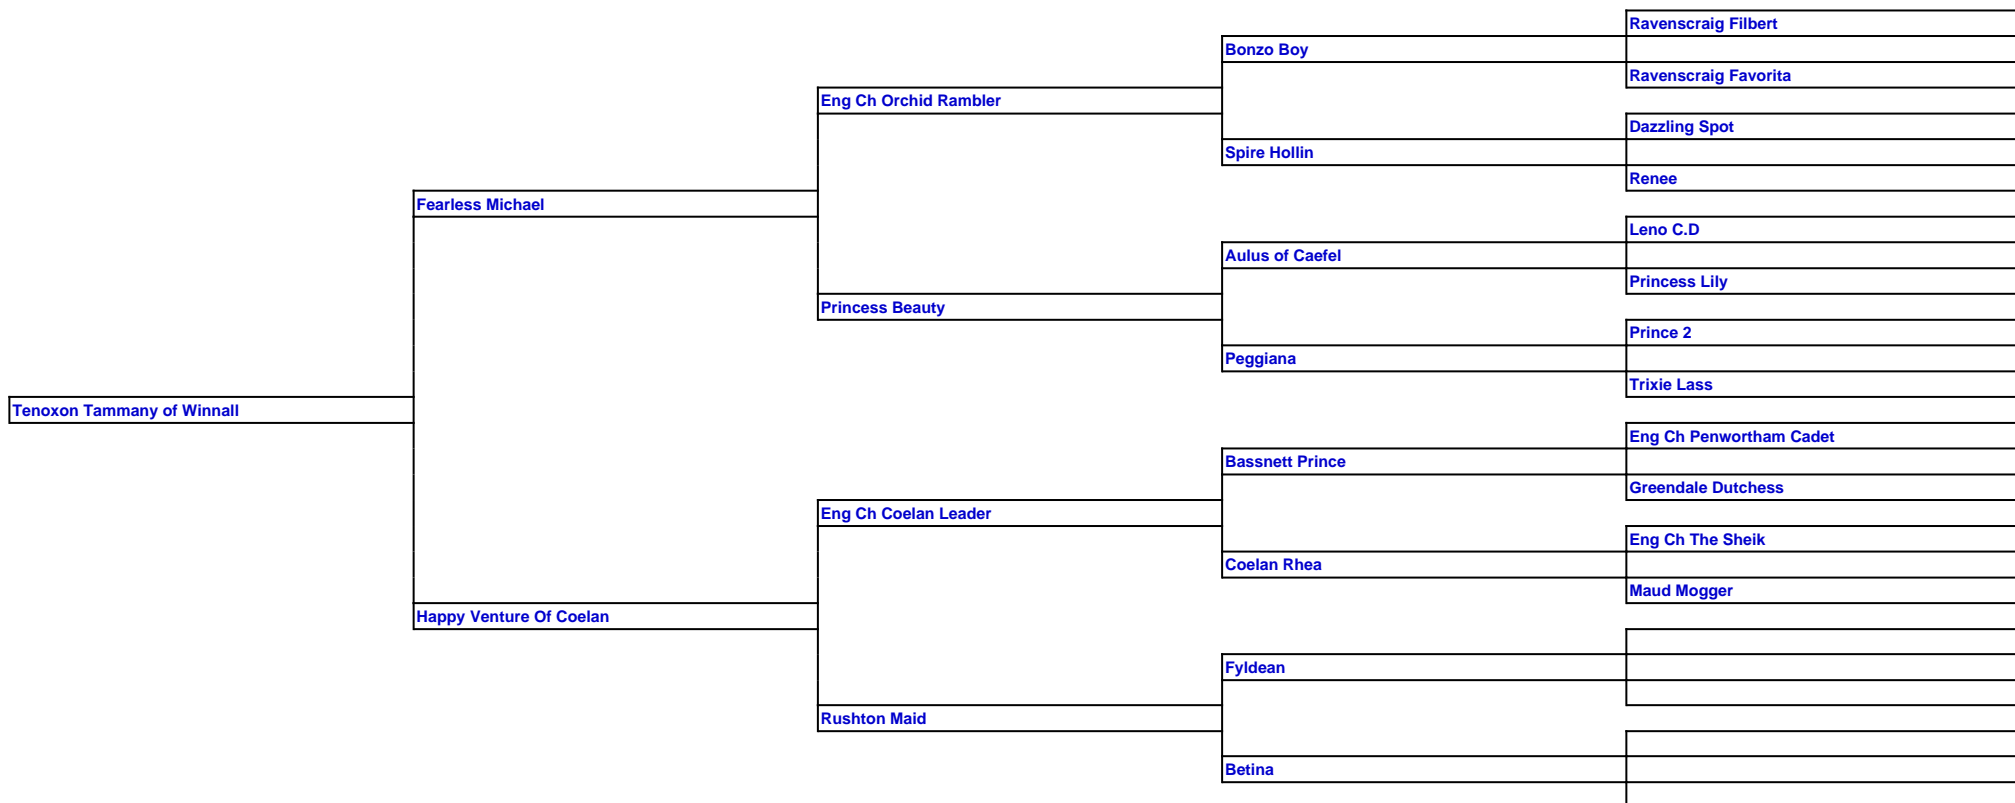 Ravenscraig Filbert
Bonzo Boy
Ravenscraig Favorita
Eng Ch Orchid Rambler
Dazzling Spot
Spire Hollin
Renee
Fearless Michael
Leno C.D
Aulus of Caefel
Princess Lily
Princess Beauty
Prince 2
Peggiana
Trixie Lass
Tenoxon Tammany of Winnall
Eng Ch Penwortham Cadet
Bassnett Prince
Greendale Dutchess
Eng Ch Coelan Leader
Eng Ch The Sheik
Coelan Rhea
Maud Mogger
Happy Venture Of Coelan
Fyldean
Rushton Maid
Betina